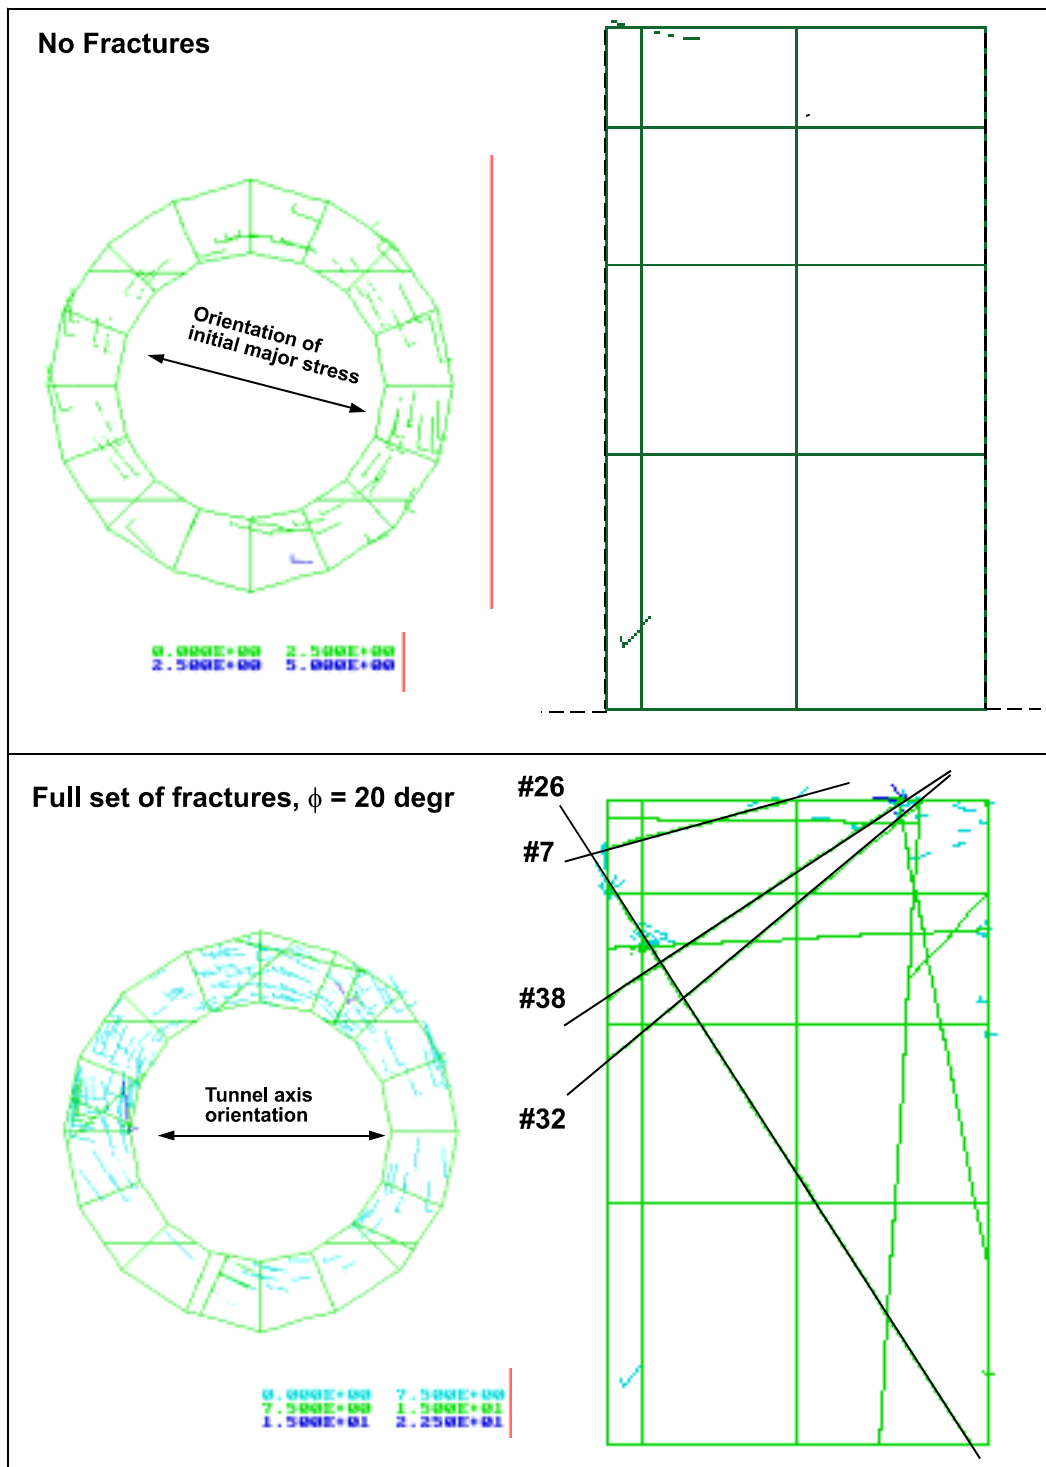 No Fractures
Orientation of
initial major stress
0.000E+00 2.500E+00
2.500E+00 5.000E+00
Full set of fractures, ϕ = 20 degr
#26
#7
#38
#32
Tunnel axis
orientation
0.000E+00 7.500E+00
7.500E+00 1.500E+01
1.500E+01 2.250E+01